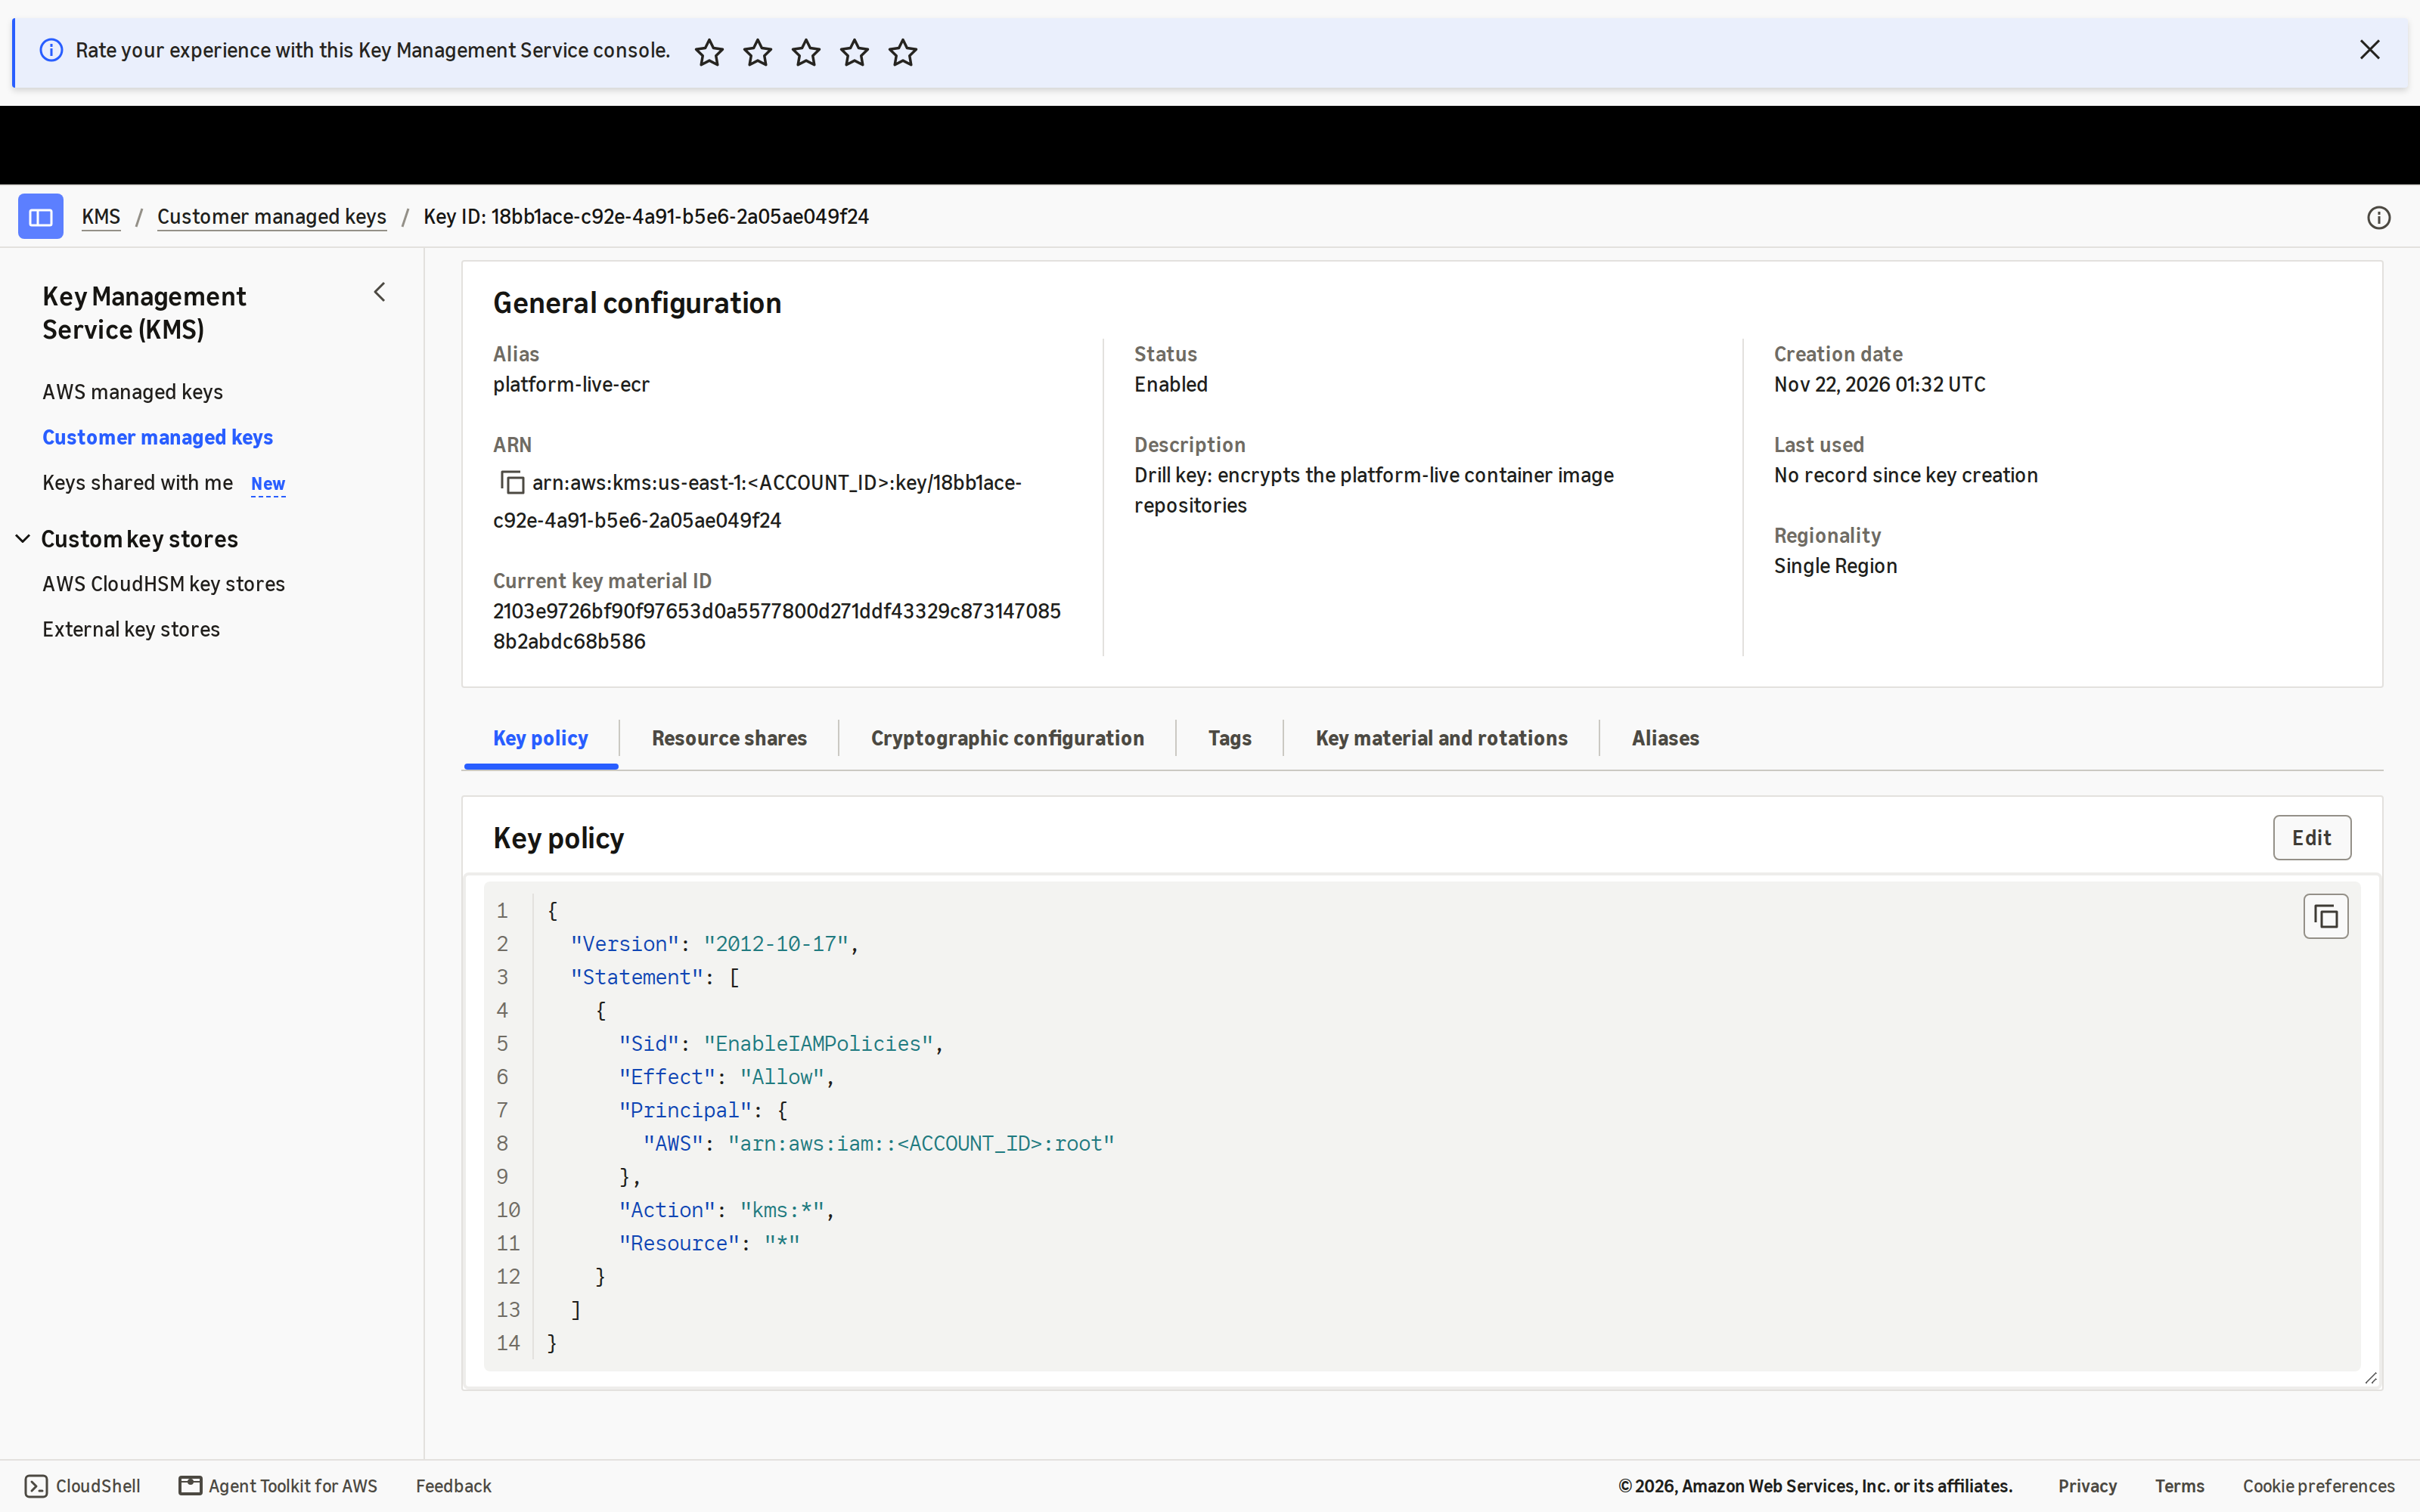 Rate your experience with this Key Management Service console.
KMS / Customer managed keys / Key ID: 18bb1ace-c92e-4a91-b5e6-2a05ae049f24
Key Management
Service (KMS)
AWS managed keys
Customer managed keys
Keys shared with me New
Custom key stores
AWS CloudHSM key stores
External key stores
General configuration
Alias
platform-live-ecr
ARN
arn:aws:kms:us-east-1:<ACCOUNT_ID>:key/18bb1ace-
c92e-4a91-b5e6-2a05ae049f24
Current key material ID
2103e9726bf90f97653d0a5577800d271ddf43329c873147085
8b2abdc68b586
Status
Enabled
Description
Drill key: encrypts the platform-live container image
repositories
Creation date
Nov 22, 2026 01:32 UTC
Last used
No record since key creation
Regionality
Single Region
Key policy
Resource shares
Cryptographic configuration
Tags
Key material and rotations
Aliases
Key policy
Edit
1 {
2 "Version": "2012-10-17",
3 "Statement": [
4 {
5 "Sid": "EnableIAMPolicies",
6 "Effect": "Allow",
7 "Principal": {
8 "AWS": "arn:aws:iam::<ACCOUNT_ID>:root"
9 },
10 "Action": "kms:*",
11 "Resource": "*"
12 }
13 ]
14 }
CloudShell
Agent Toolkit for AWS
Feedback
© 2026, Amazon Web Services, Inc. or its affiliates.
Privacy
Terms
Cookie preferences